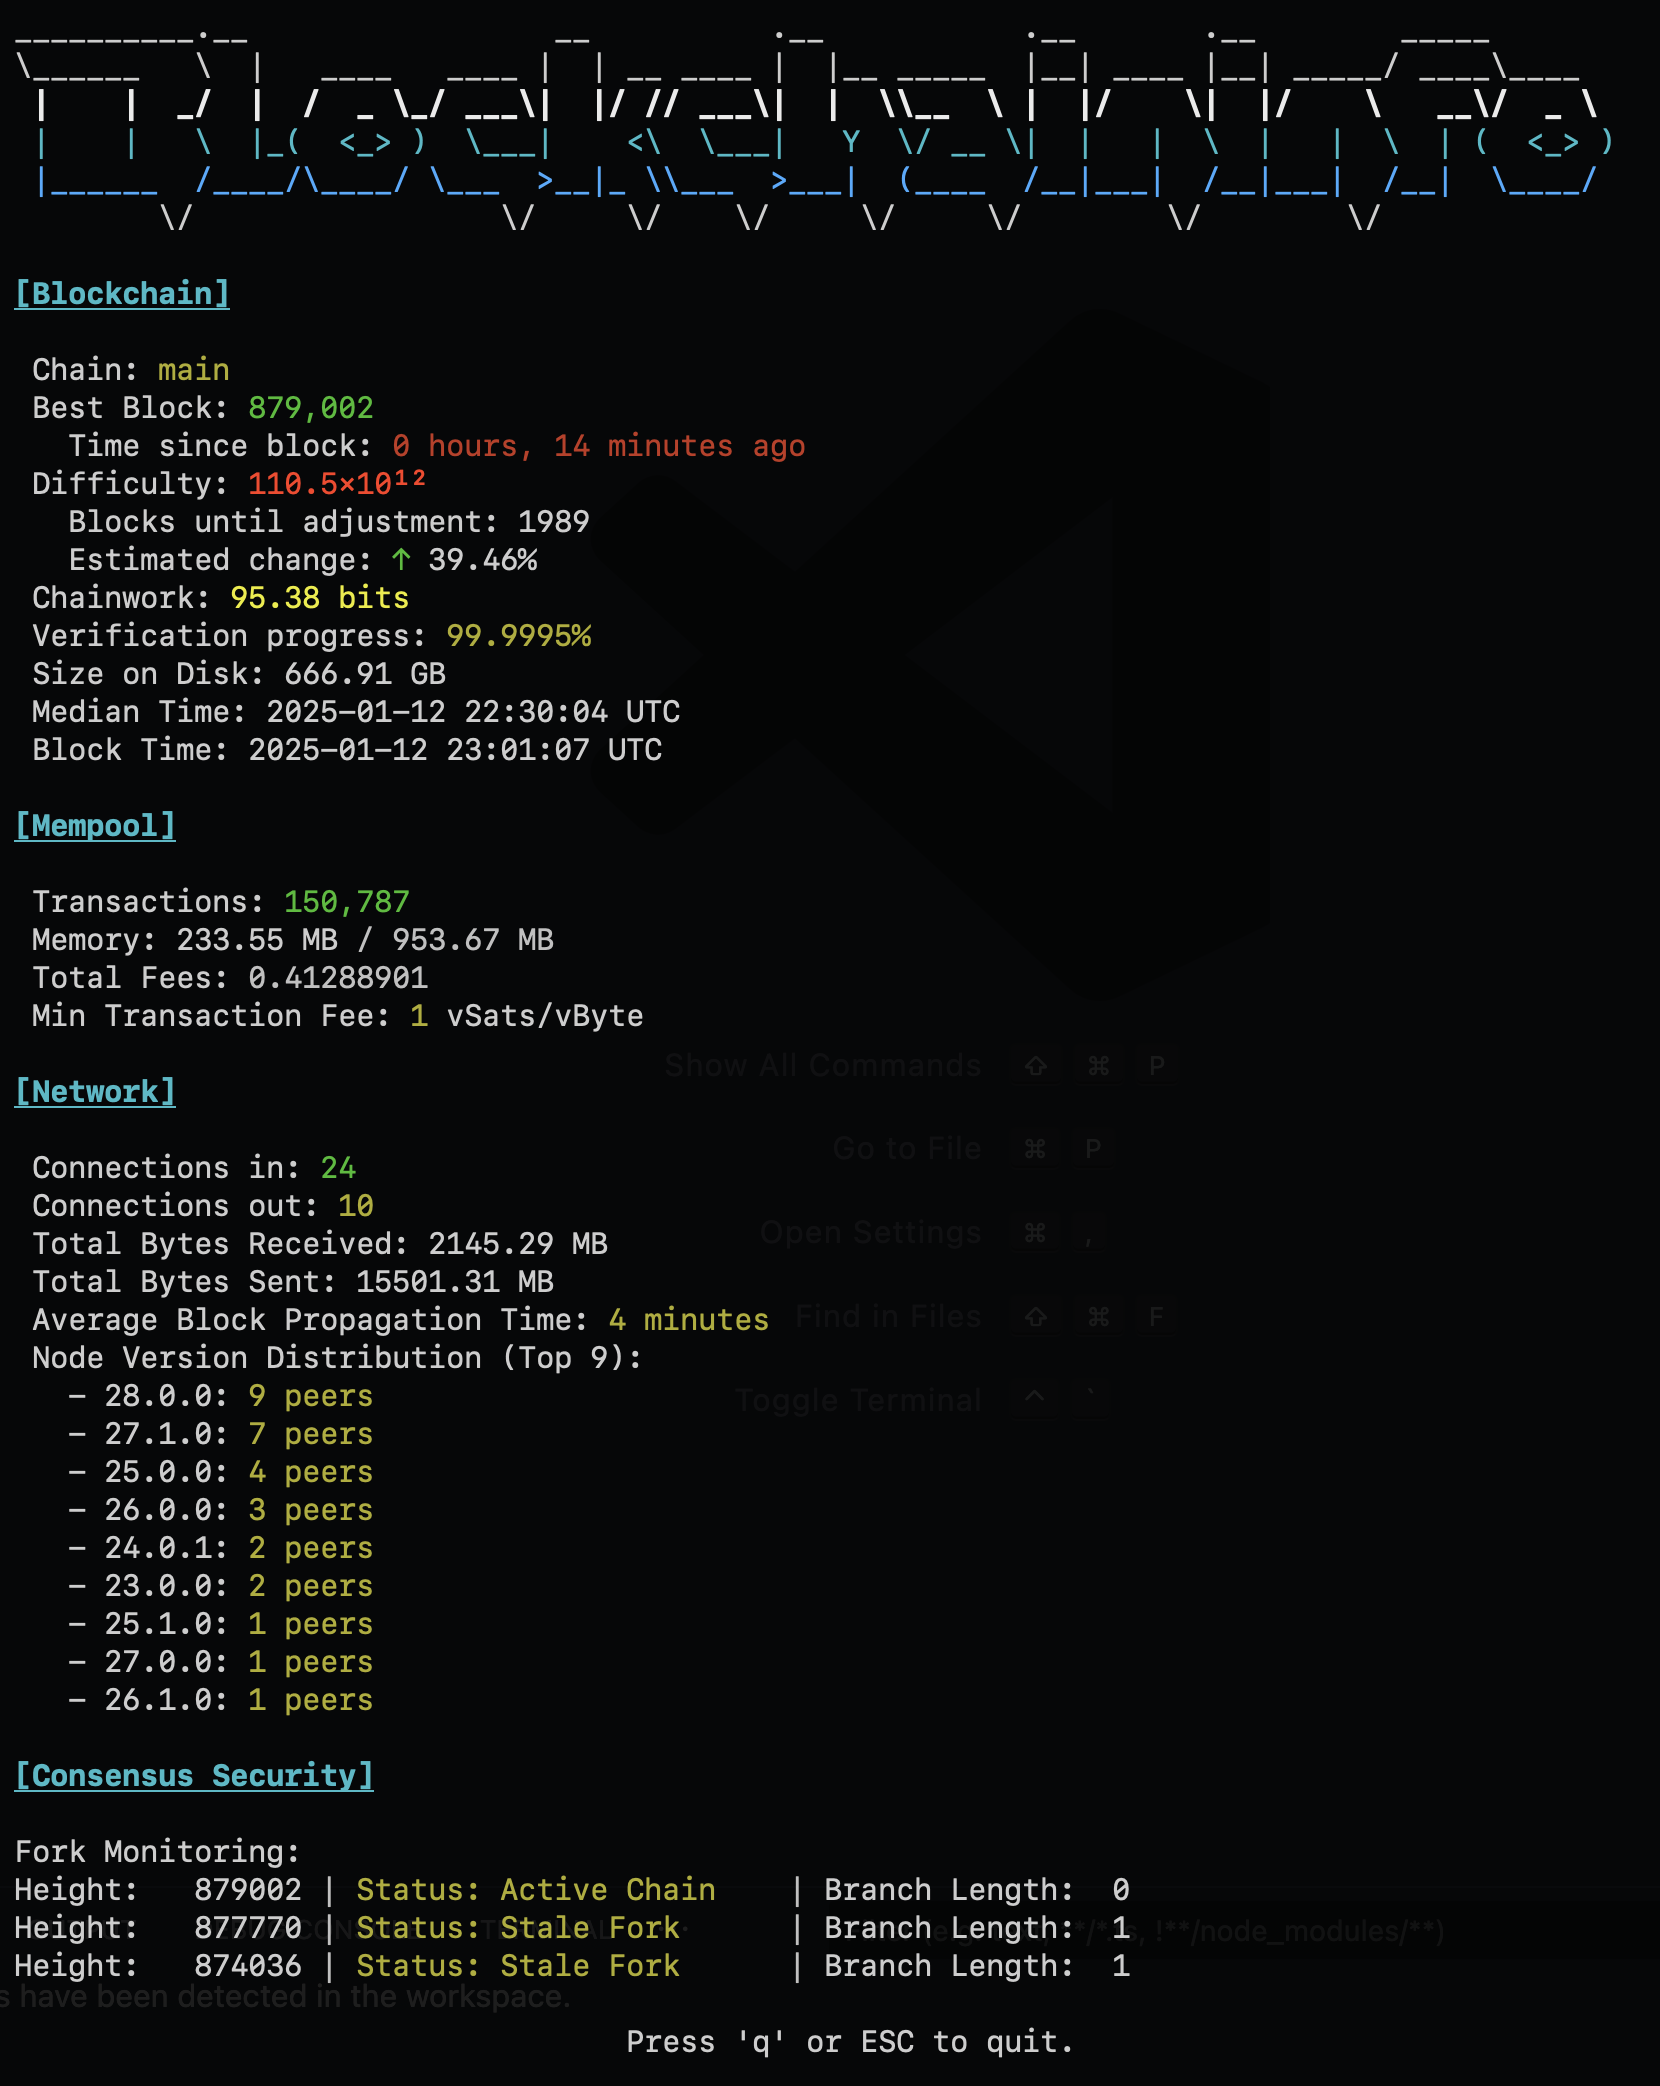 [Blockchain]
Chain: main
Best Block: 879,002
Time since block: 0 hours, 14 minutes ago
Difficulty: 110.5×10¹²
Blocks until adjustment: 1989
Estimated change: ↑ 39.46%
Chainwork: 95.38 bits
Verification progress: 99.9995%
Size on Disk: 666.91 GB
Median Time: 2025-01-12 22:30:04 UTC
Block Time: 2025-01-12 23:01:07 UTC
[Mempool]
Transactions: 150,787
Memory: 233.55 MB / 953.67 MB
Total Fees: 0.41288901
Min Transaction Fee: 1 vSats/vByte
Show All Commands ⇧ ⌘ P
[Network]
Go to File ⌘ P
Connections in: 24
Connections out: 10
Open Settings ⌘ ,
Total Bytes Received: 2145.29 MB
Total Bytes Sent: 15501.31 MB
Average Block Propagation Time: 4 minutes
Find in Files ⇧ ⌘ F
Node Version Distribution (Top 9):
- 28.0.0: 9 peers
Toggle Terminal ^ `
- 27.1.0: 7 peers
- 25.0.0: 4 peers
- 26.0.0: 3 peers
- 24.0.1: 2 peers
- 23.0.0: 2 peers
- 25.1.0: 1 peers
- 27.0.0: 1 peers
- 26.1.0: 1 peers
[Consensus Security]
Fork Monitoring:
Height: 879002 | Status: Active Chain | Branch Length: 0
Height: 877770 | Status: Stale Fork | Branch Length: 1
!**/node_modules/**)
Height: 874036 | Status: Stale Fork | Branch Length: 1
s have been detected in the workspace.
Press 'q' or ESC to quit.